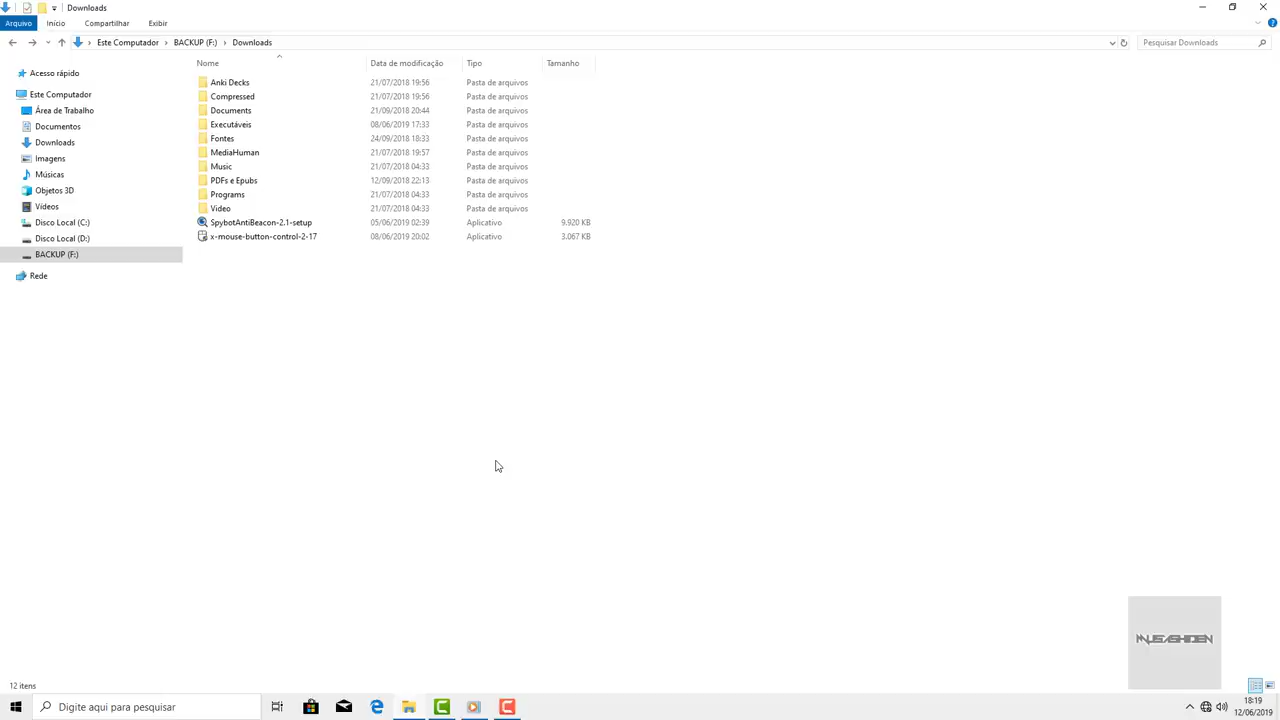 Downloads
Arquivo Início Compartilhar Exibir
Este Computador > BACKUP (F:) > Downloads
Pesquisar Downloads
Nome Data de modificação Tipo Tamanho
Acesso rápido
Este Computador
Área de Trabalho
Documentos
Downloads
Imagens
Músicas
Objetos 3D
Vídeos
Disco Local (C:)
Disco Local (D:)
BACKUP (F:)
Rede
Anki Decks 21/07/2018 19:56 Pasta de arquivos
Compressed 21/07/2018 19:56 Pasta de arquivos
Documents 21/09/2018 20:44 Pasta de arquivos
Executáveis 08/06/2019 17:33 Pasta de arquivos
Fontes 24/09/2018 18:33 Pasta de arquivos
MediaHuman 21/07/2018 19:57 Pasta de arquivos
Music 21/07/2018 04:33 Pasta de arquivos
PDFs e Epubs 12/09/2018 22:13 Pasta de arquivos
Programs 21/07/2018 04:33 Pasta de arquivos
Video 21/07/2018 04:33 Pasta de arquivos
SpybotAntiBeacon-2.1-setup 05/06/2019 02:39 Aplicativo 9.920 KB
x-mouse-button-control-2-17 08/06/2019 20:02 Aplicativo 3.067 KB
12 itens
Digite aqui para pesquisar
18:19
12/06/2019